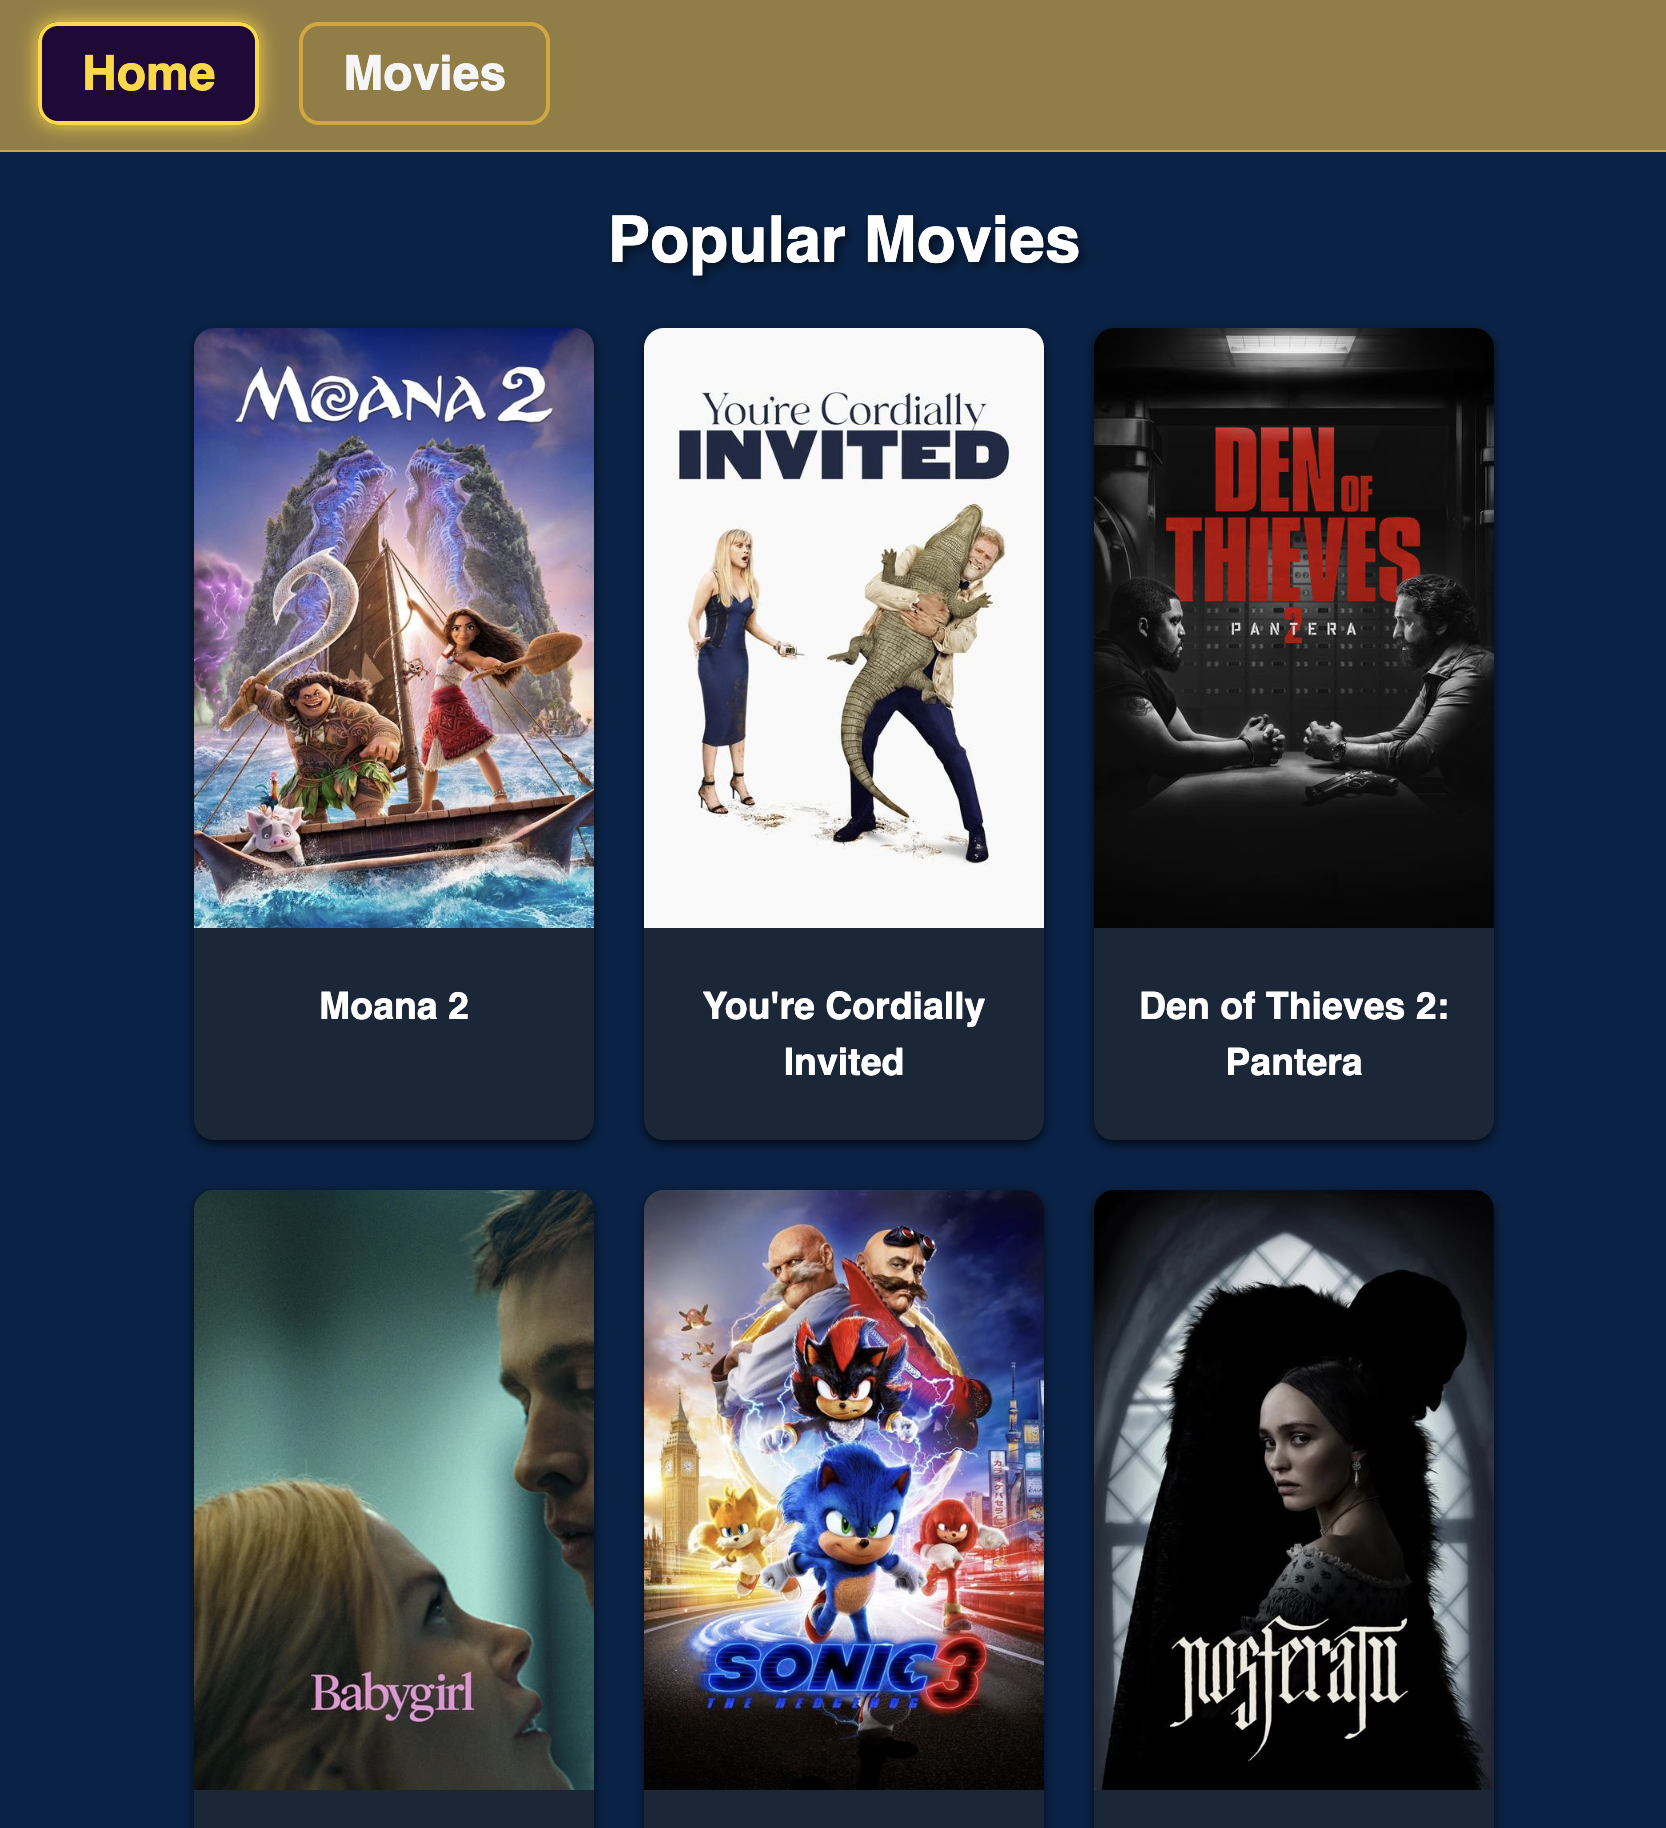 Home Movies
Popular Movies
MOANA 2
You're Cordially
INVITED
DEN OF
THIEVES
2
PANTERA
Moana 2
You're Cordially
Invited
Den of Thieves 2:
Pantera
Babygirl
SONIC 3
THE HEDGEHOG
nosferatu